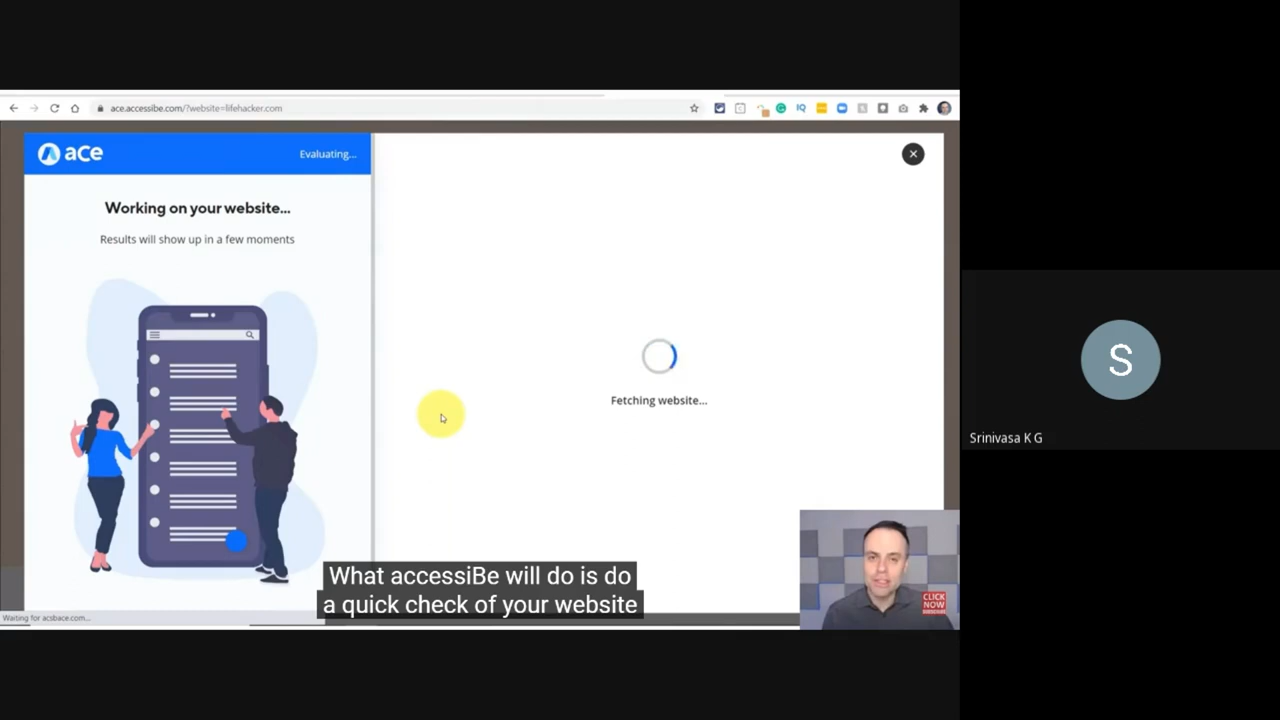 ace.accessibe.com/?website=lifehacker.com
IQ
ace
Evaluating...
Working on your website...
Results will show up in a few moments
Fetching website...
What accessiBe will do is do
a quick check of your website
CLICK
NOW
Waiting for acsbace.com...
S
Srinivasa K G